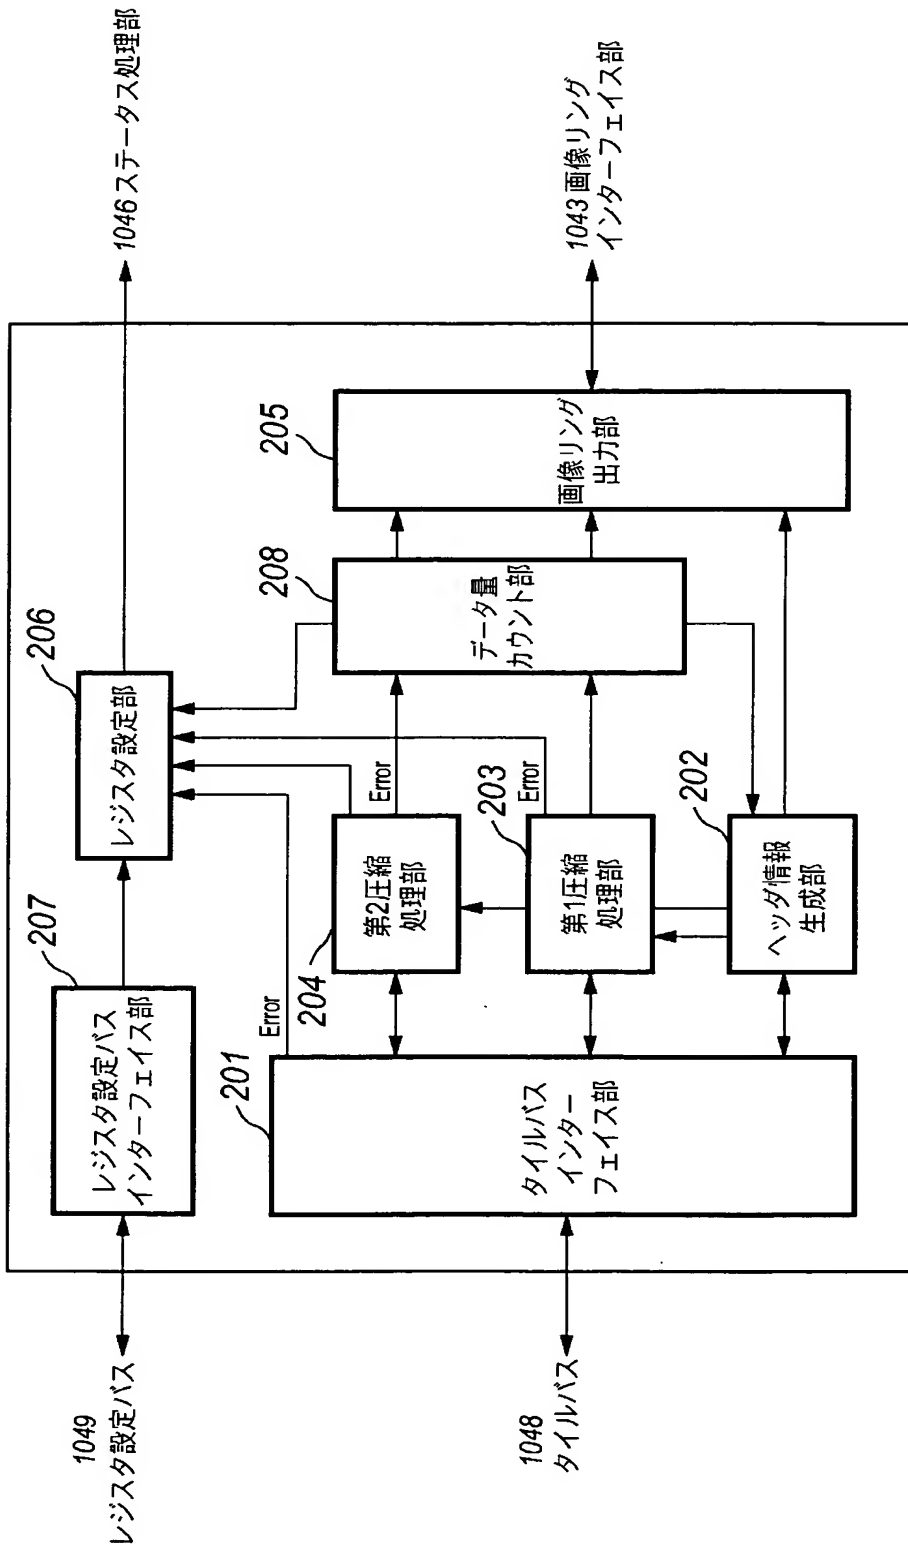 1049
レジスタ設定バス
207
レジスタ設定バス
インターフェイス部
206
レジスタ設定部
1046 ステータス処理部
1048
タイルバス
201
タイルバス
インター
フェイス部
Error
204
第2圧縮
処理部
Error
203
第1圧縮
処理部
Error
202
ヘッダ情報
生成部
208
データ量
カウント部
205
画像リング
出力部
1043 画像リング
インターフェイス部